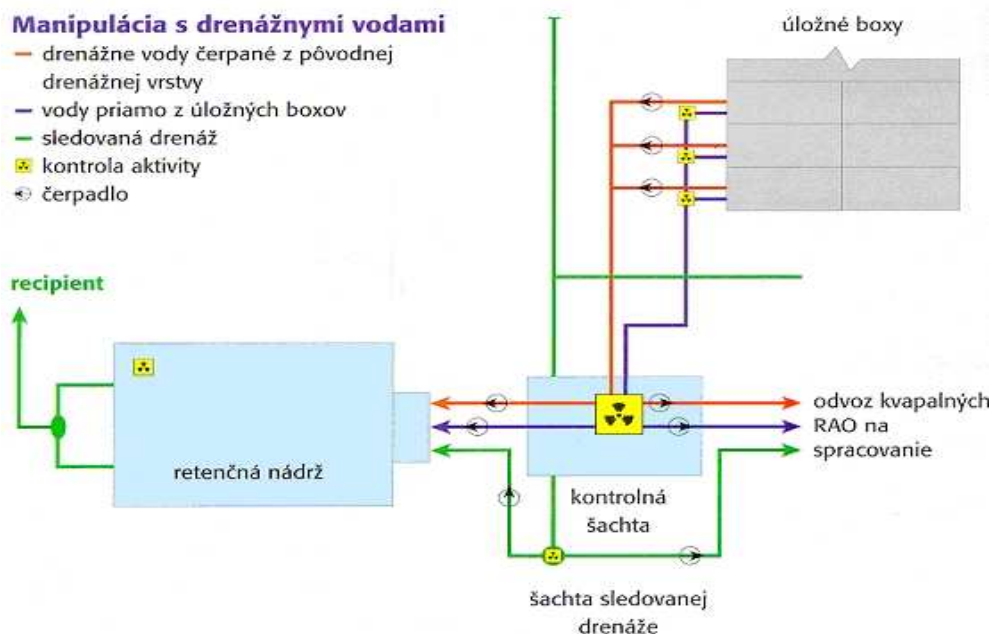 Manipulácia s drenážnymi vodami
drenážne vody čerpané z pôvodnej
drenážnej vrstvy
vody priamo z úložných boxov
sledovaná drenáž
kontrola aktivity
čerpadlo
úložné boxy
recipient
retenčná nádrž
kontrolná
šachta
odvoz kvapalných
RAO na
spracovanie
šachta sledovanej
drenáže